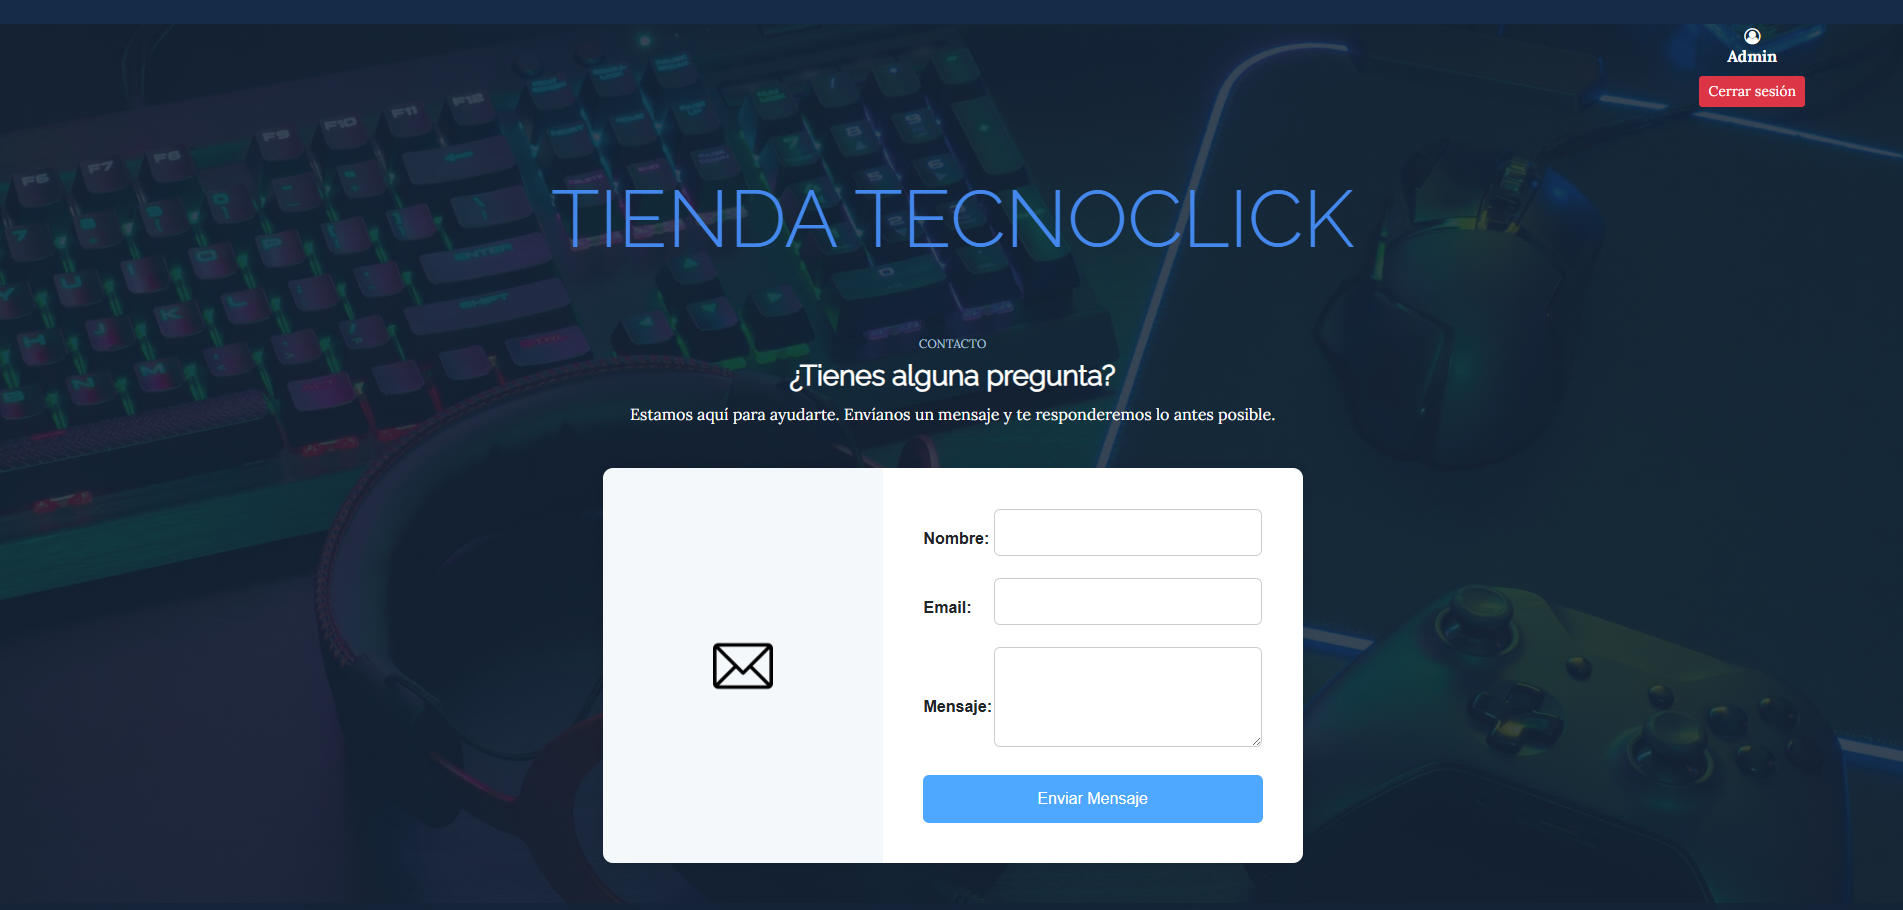 Admin
Cerrar sesión
TIENDA TECNOCLICK
CONTACTO
¿Tienes alguna pregunta?
Estamos aquí para ayudarte. Envíanos un mensaje y te responderemos lo antes posible.
Nombre:
Email:
Mensaje:
Enviar Mensaje